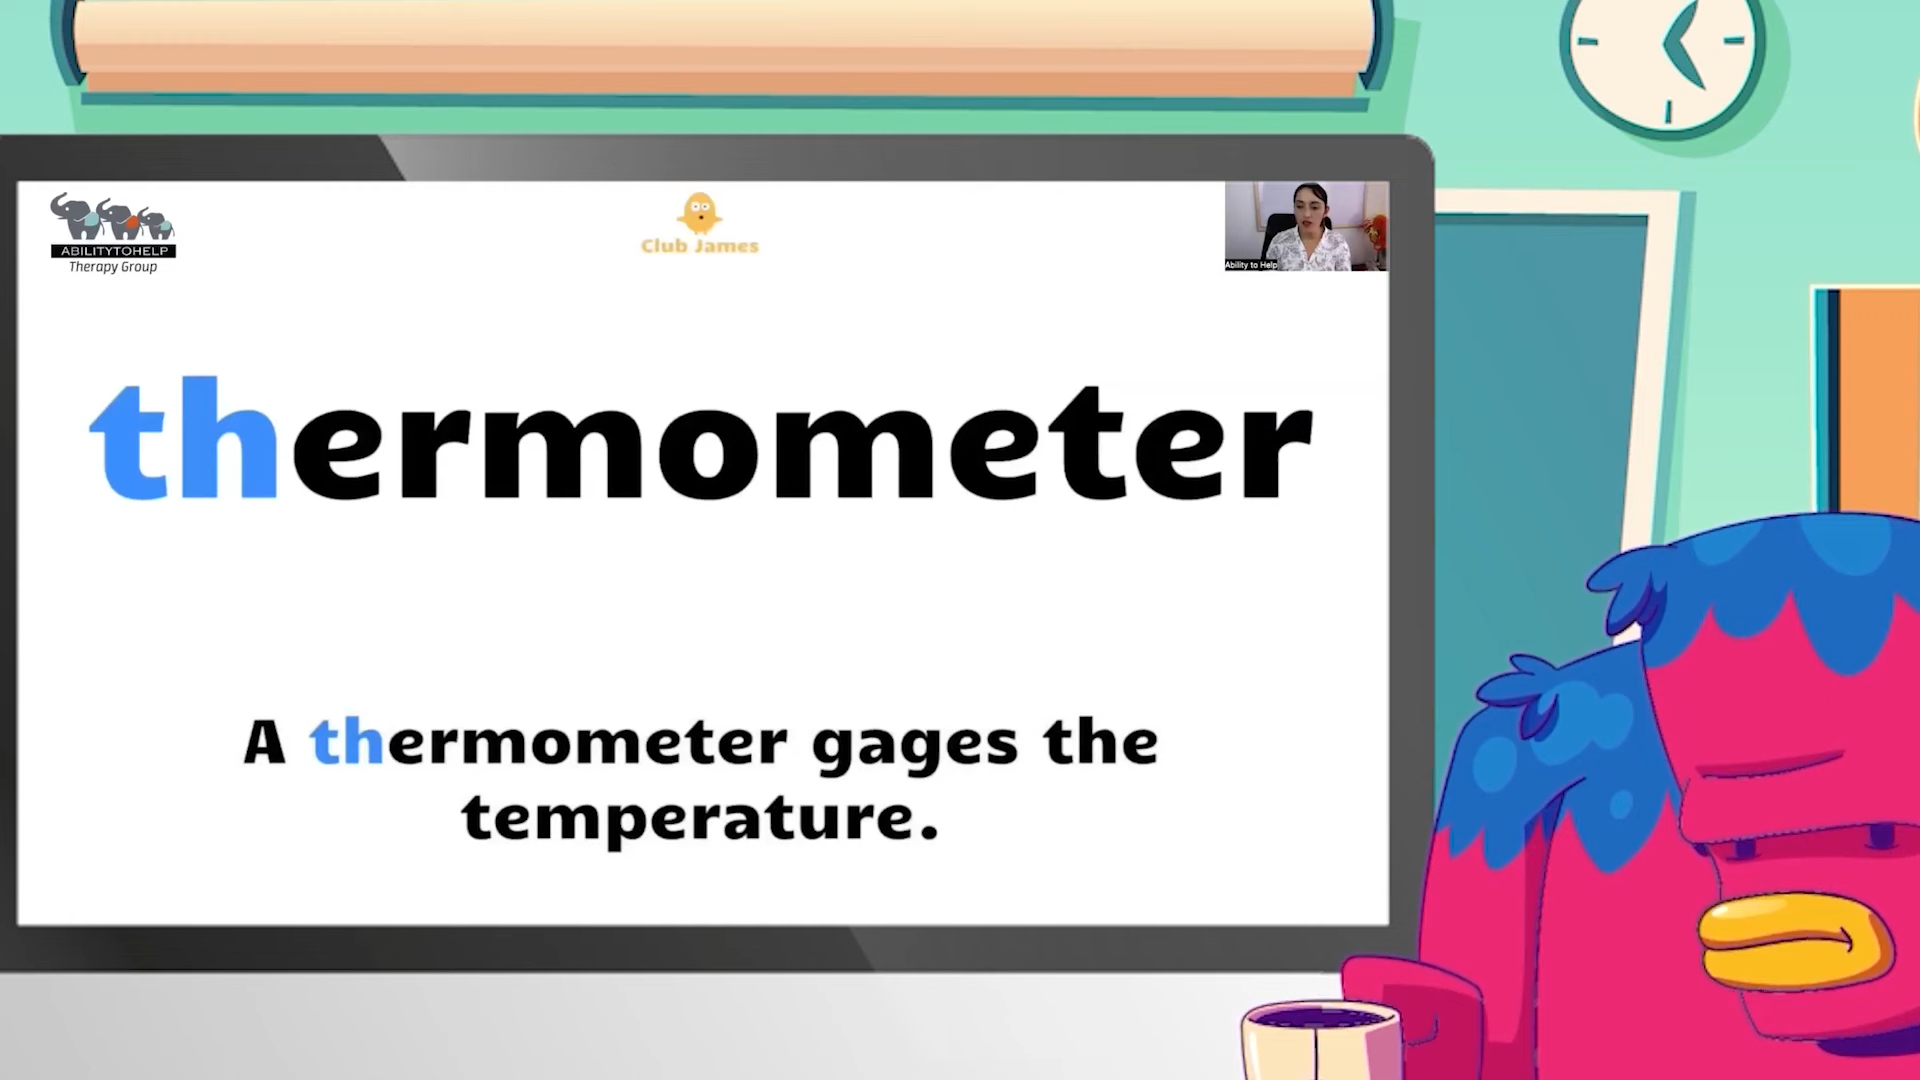 ABILITYTOHELP
Therapy Group
Club James
Ability to Help
thermometer
A thermometer gages the
temperature.